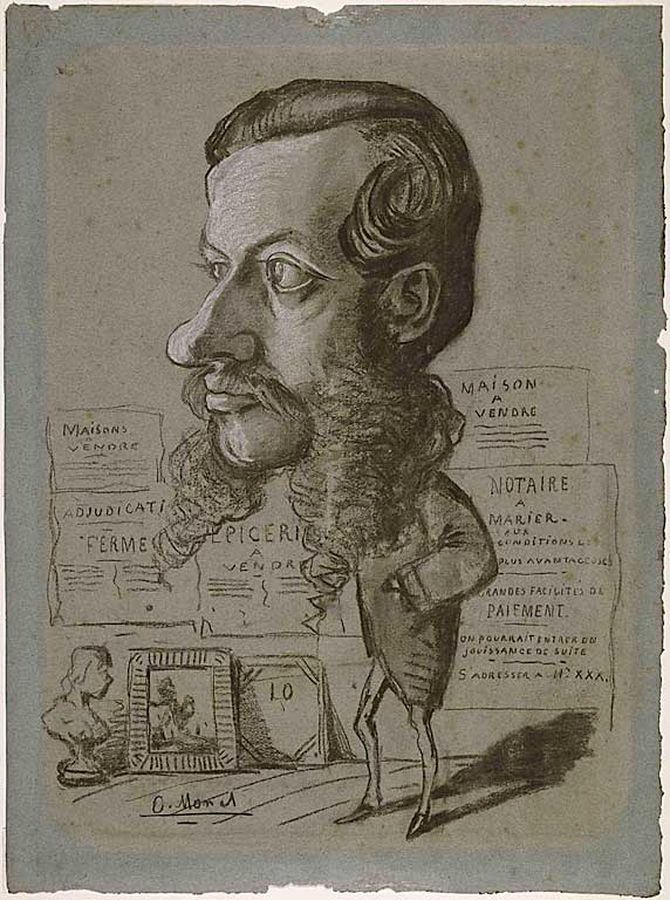 MAISON
A
VENDRE
MAISONS
A
VENDRE
ADJUDICATI
FERME
EPICERI
A
VENDRE
NOTAIRE
A
MARIER.
AUX
CONDITIONS L
PLUS AVANTAGEUSES
GRANDES FACILITÉS DE
PAIEMENT.
ON POURRAIT ENTRER EN
JOUISSANCE DE SUITE
S'ADRESSER A Mᵉ XXX.
10
O. Monet